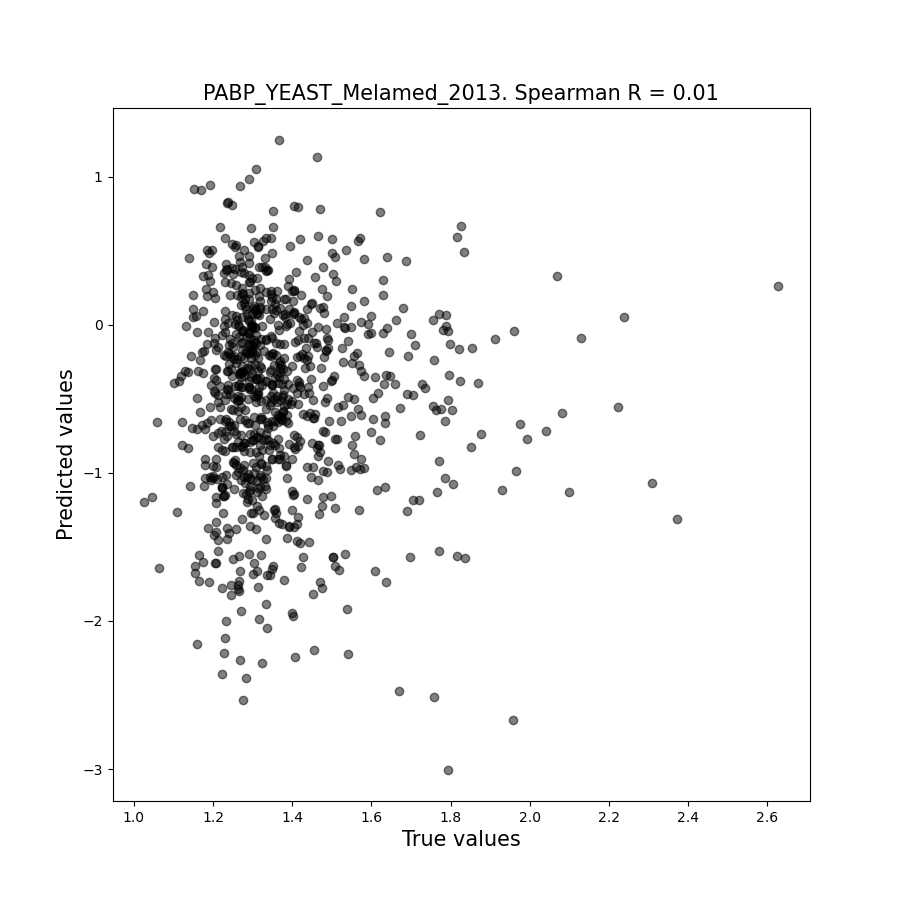 PABP_YEAST_Melamed_2013. Spearman R = 0.01
1
0
−1
−2
−3
Predicted values
1.0 1.2 1.4 1.6 1.8 2.0 2.2 2.4 2.6
True values